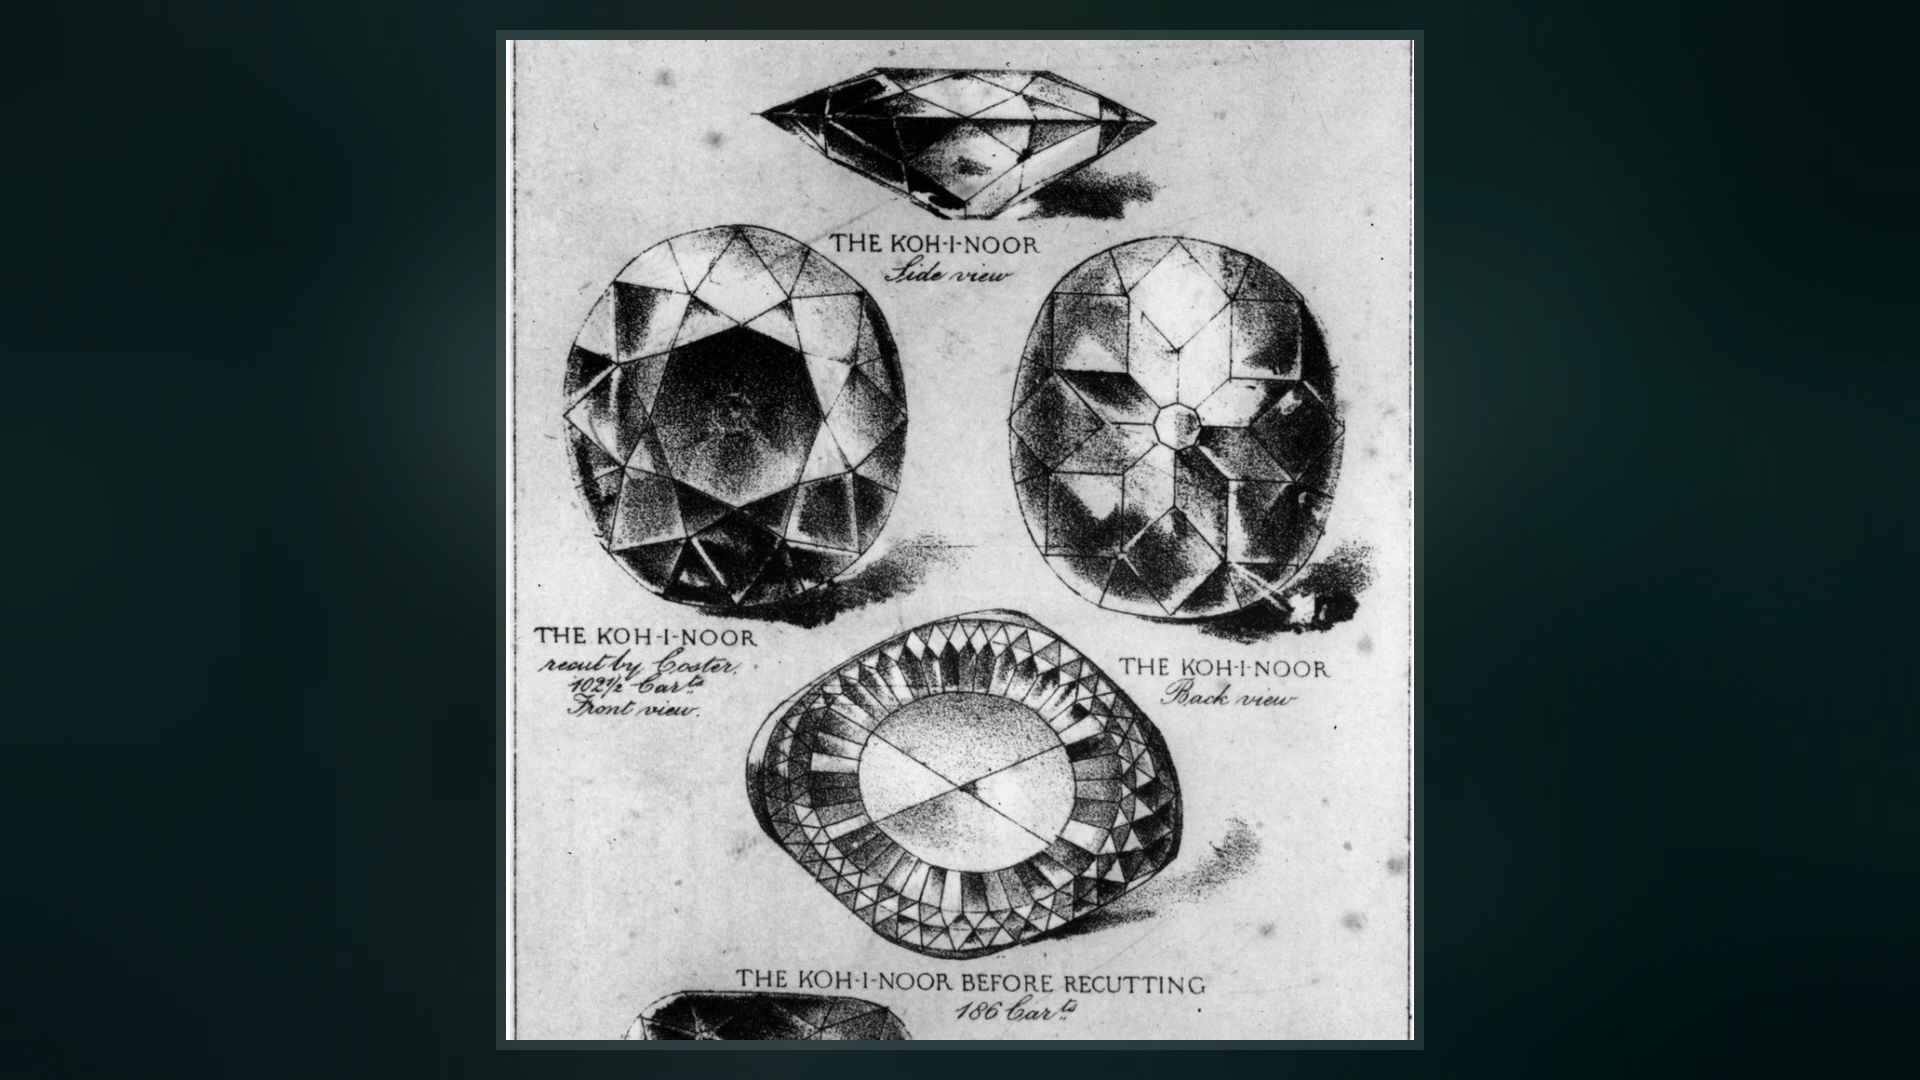 THE KOH-I-NOOR
Side view
THE KOH-I-NOOR
recut by Coster.
102½ Carts
Front view.
THE KOH-I-NOOR
Back view
THE KOH-I-NOOR BEFORE RECUTTING
186 Carts